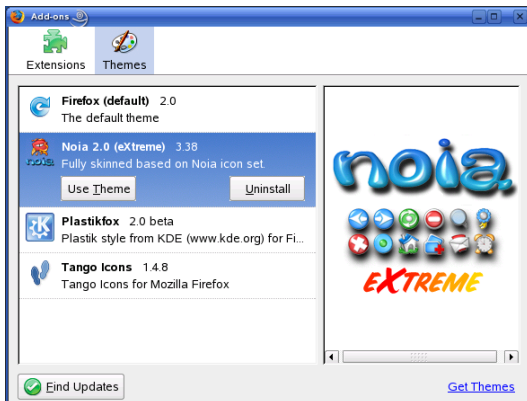 Add-ons
Extensions
Themes
Firefox (default) 2.0
The default theme
Noia 2.0 (eXtreme) 3.38
Fully skinned based on Noia icon set.
Use Theme
Uninstall
Plastikfox 2.0 beta
Plastik style from KDE (www.kde.org) for Fi...
Tango Icons 1.4.8
Tango Icons for Mozilla Firefox
noia
eXTREME
Find Updates
Get Themes